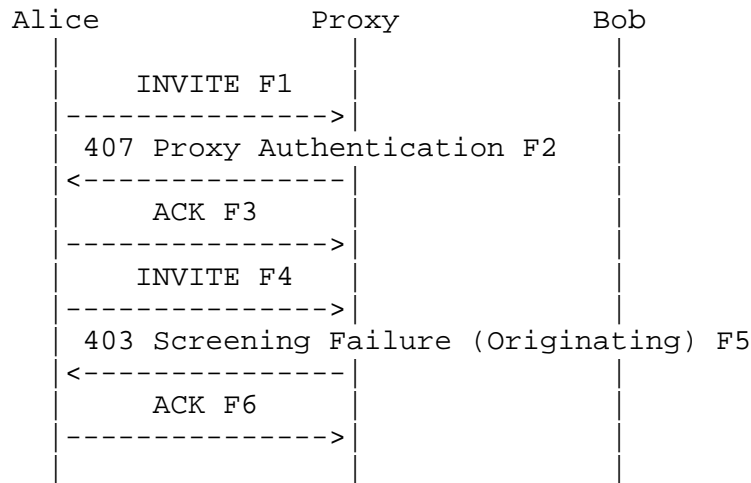 Alice Proxy Bob
INVITE F1
407 Proxy Authentication F2
ACK F3
INVITE F4
403 Screening Failure (Originating) F5
ACK F6